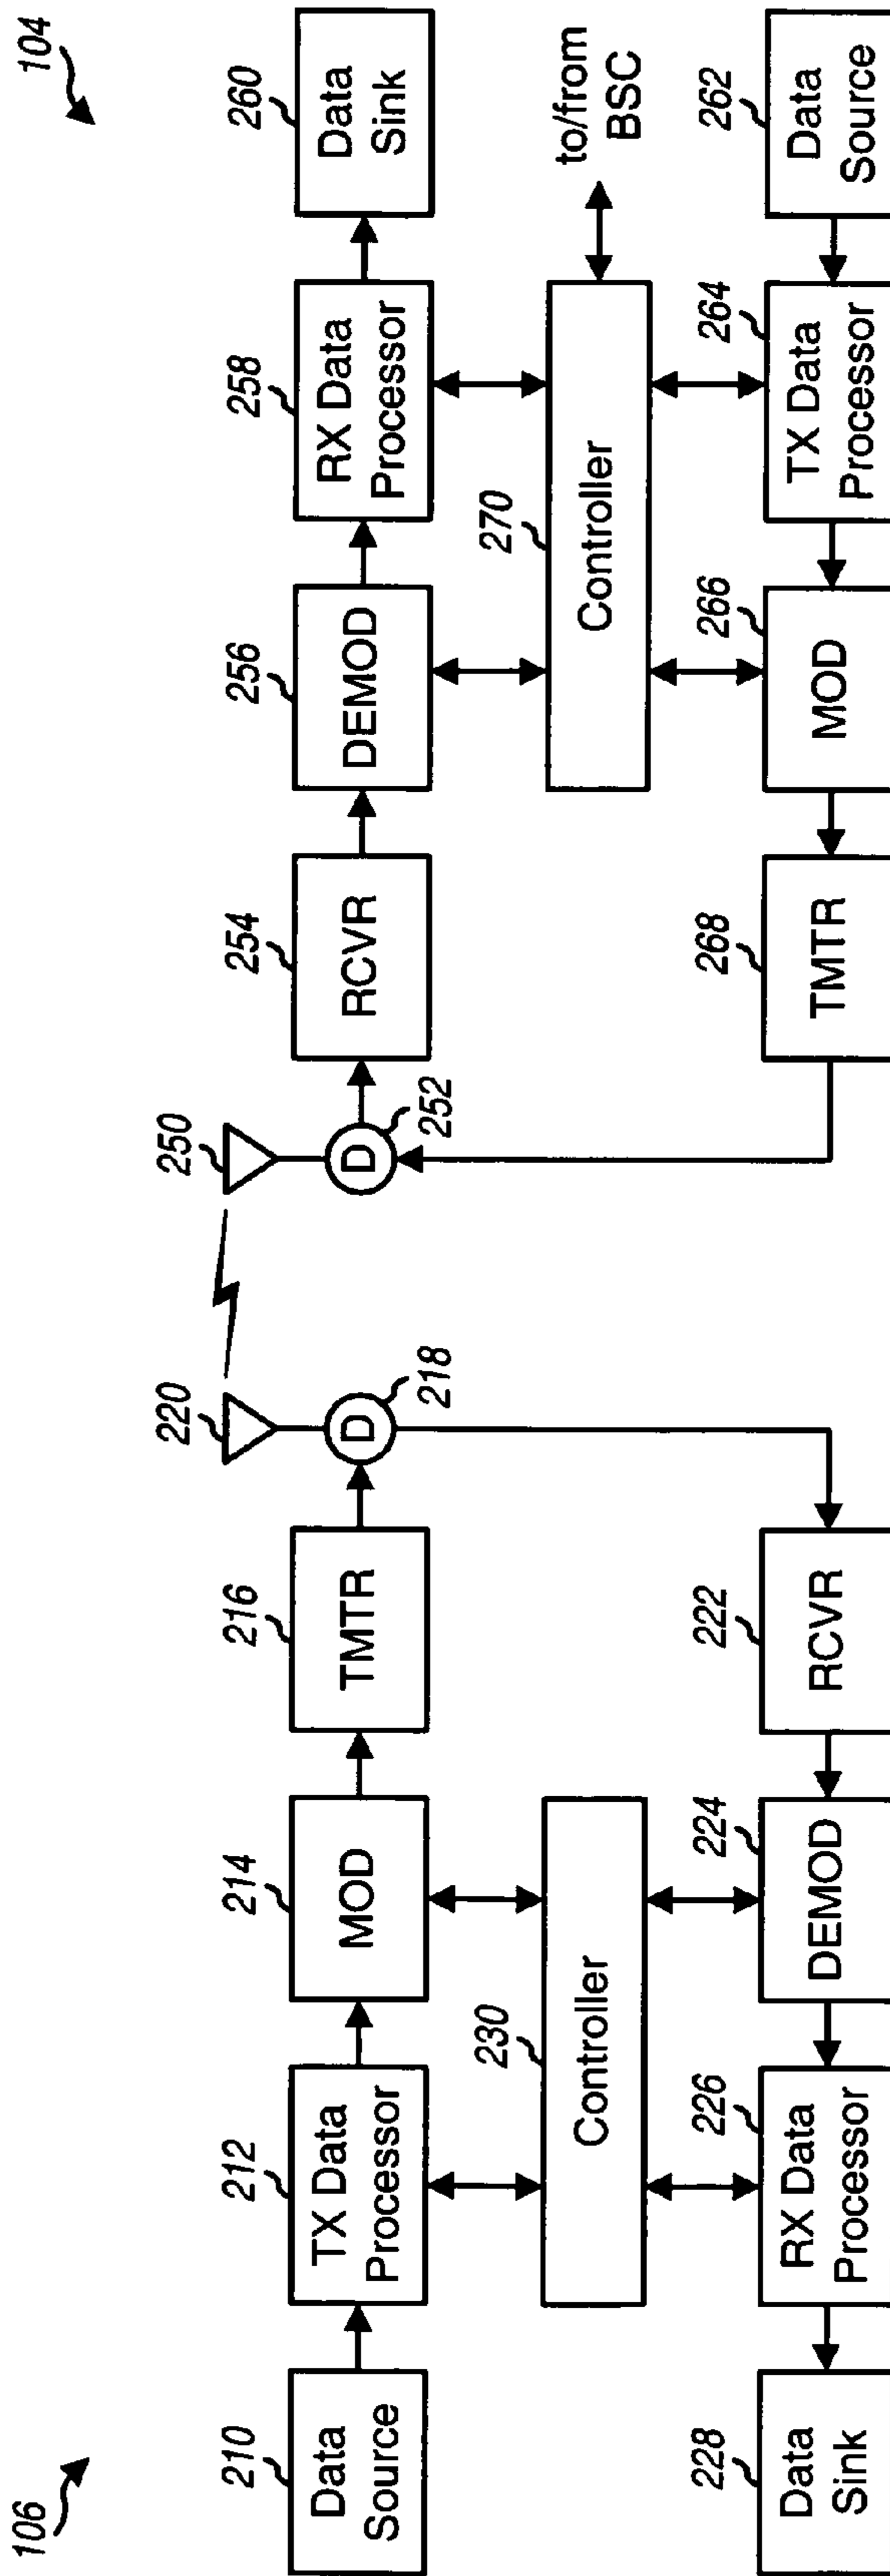 106
104
210
Data
Source
212
TX Data
Processor
214
MOD
216
TMTR
220
D
218
250
D
252
254
RCVR
256
DEMOD
258
RX Data
Processor
260
Data
Sink
230
Controller
270
Controller
to/from
BSC
228
Data
Sink
226
RX Data
Processor
224
DEMOD
222
RCVR
268
TMTR
266
MOD
264
TX Data
Processor
262
Data
Source